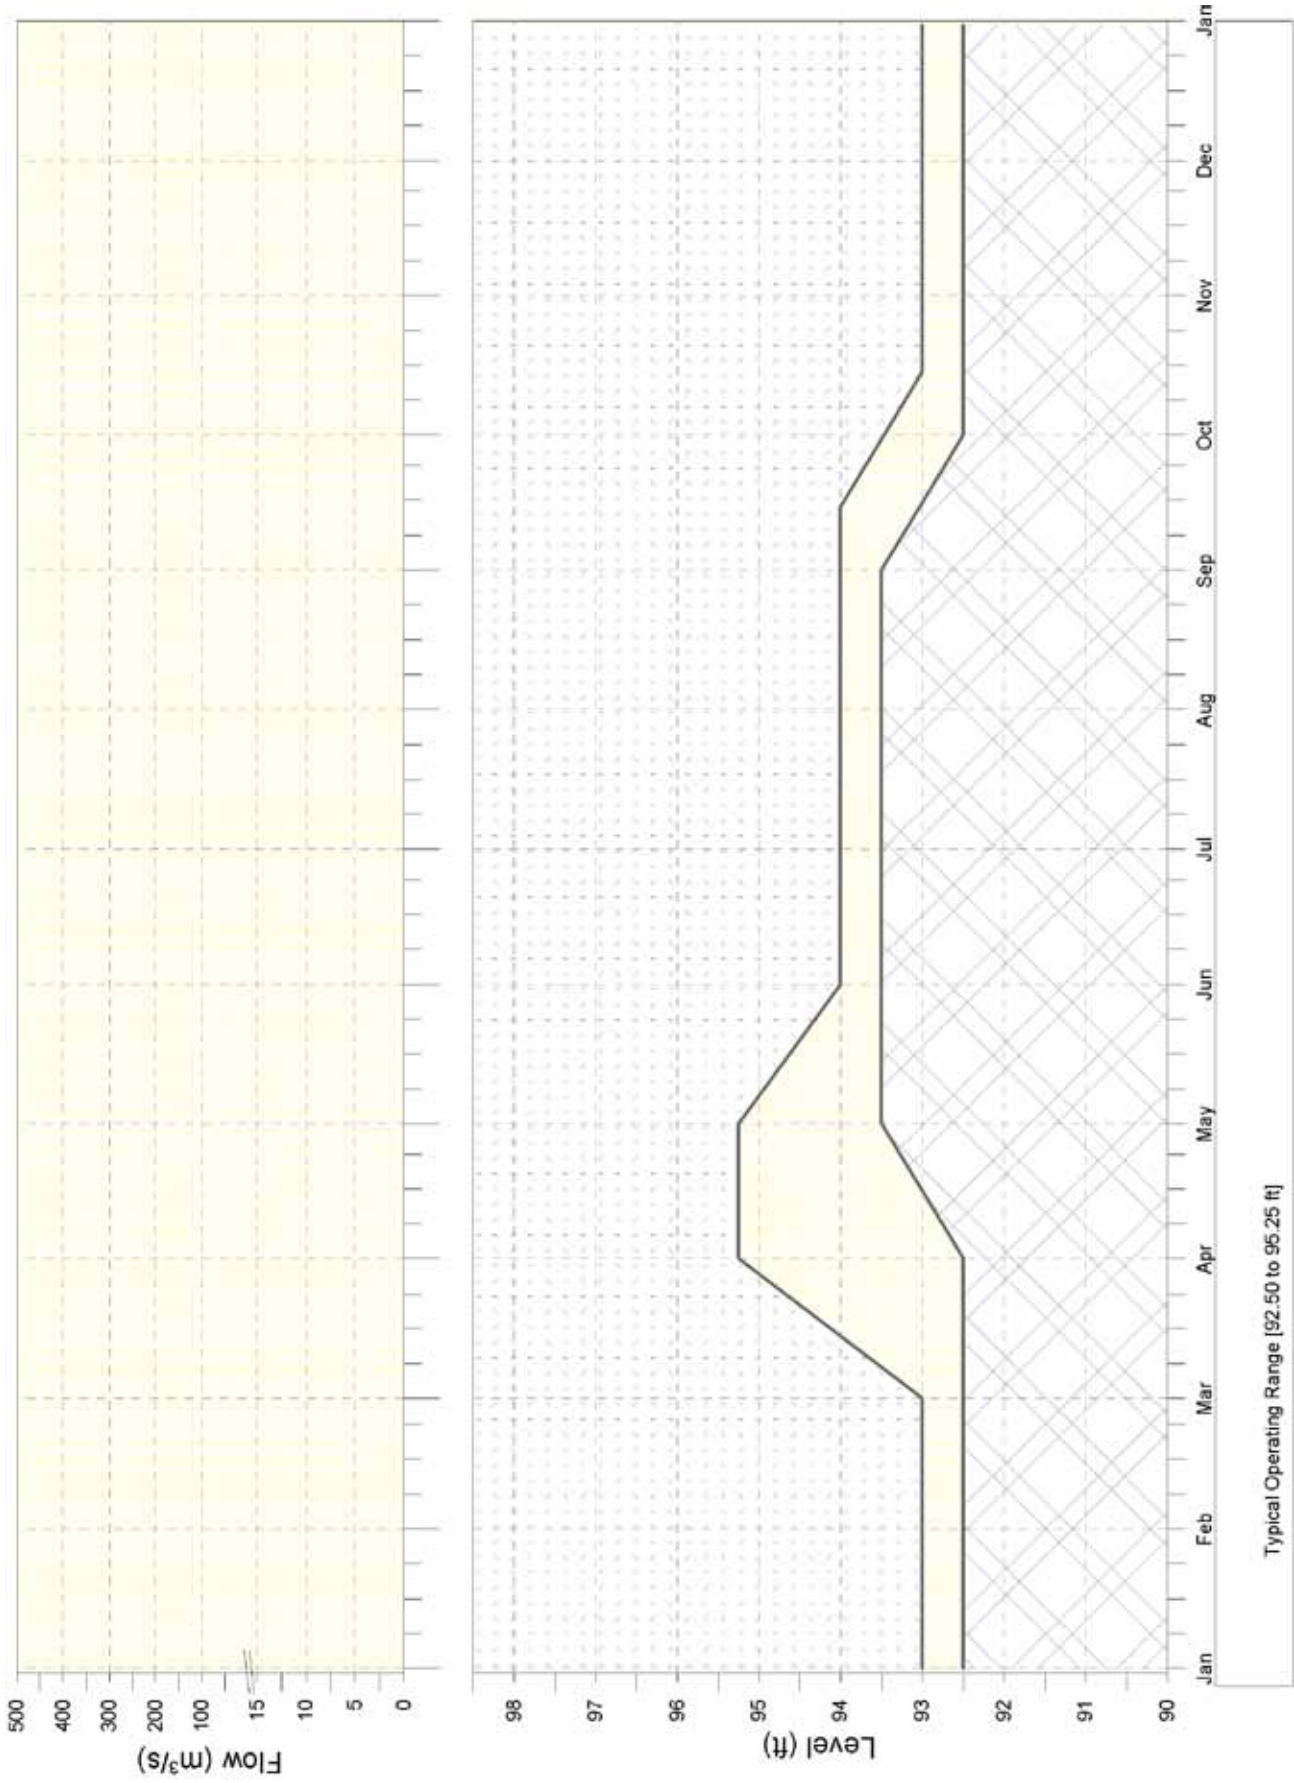 500
400
300
200
100
15
10
5
0
Flow (m³/s)
98
97
96
95
94
93
92
91
90
Level (ft)
Jan
Feb
Mar
Apr
May
Jun
Jul
Aug
Sep
Oct
Nov
Dec
Jan
Typical Operating Range [92.50 to 95.25 ft]